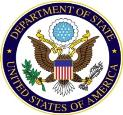 DEPARTMENT OF STATE
UNITED STATES OF AMERICA